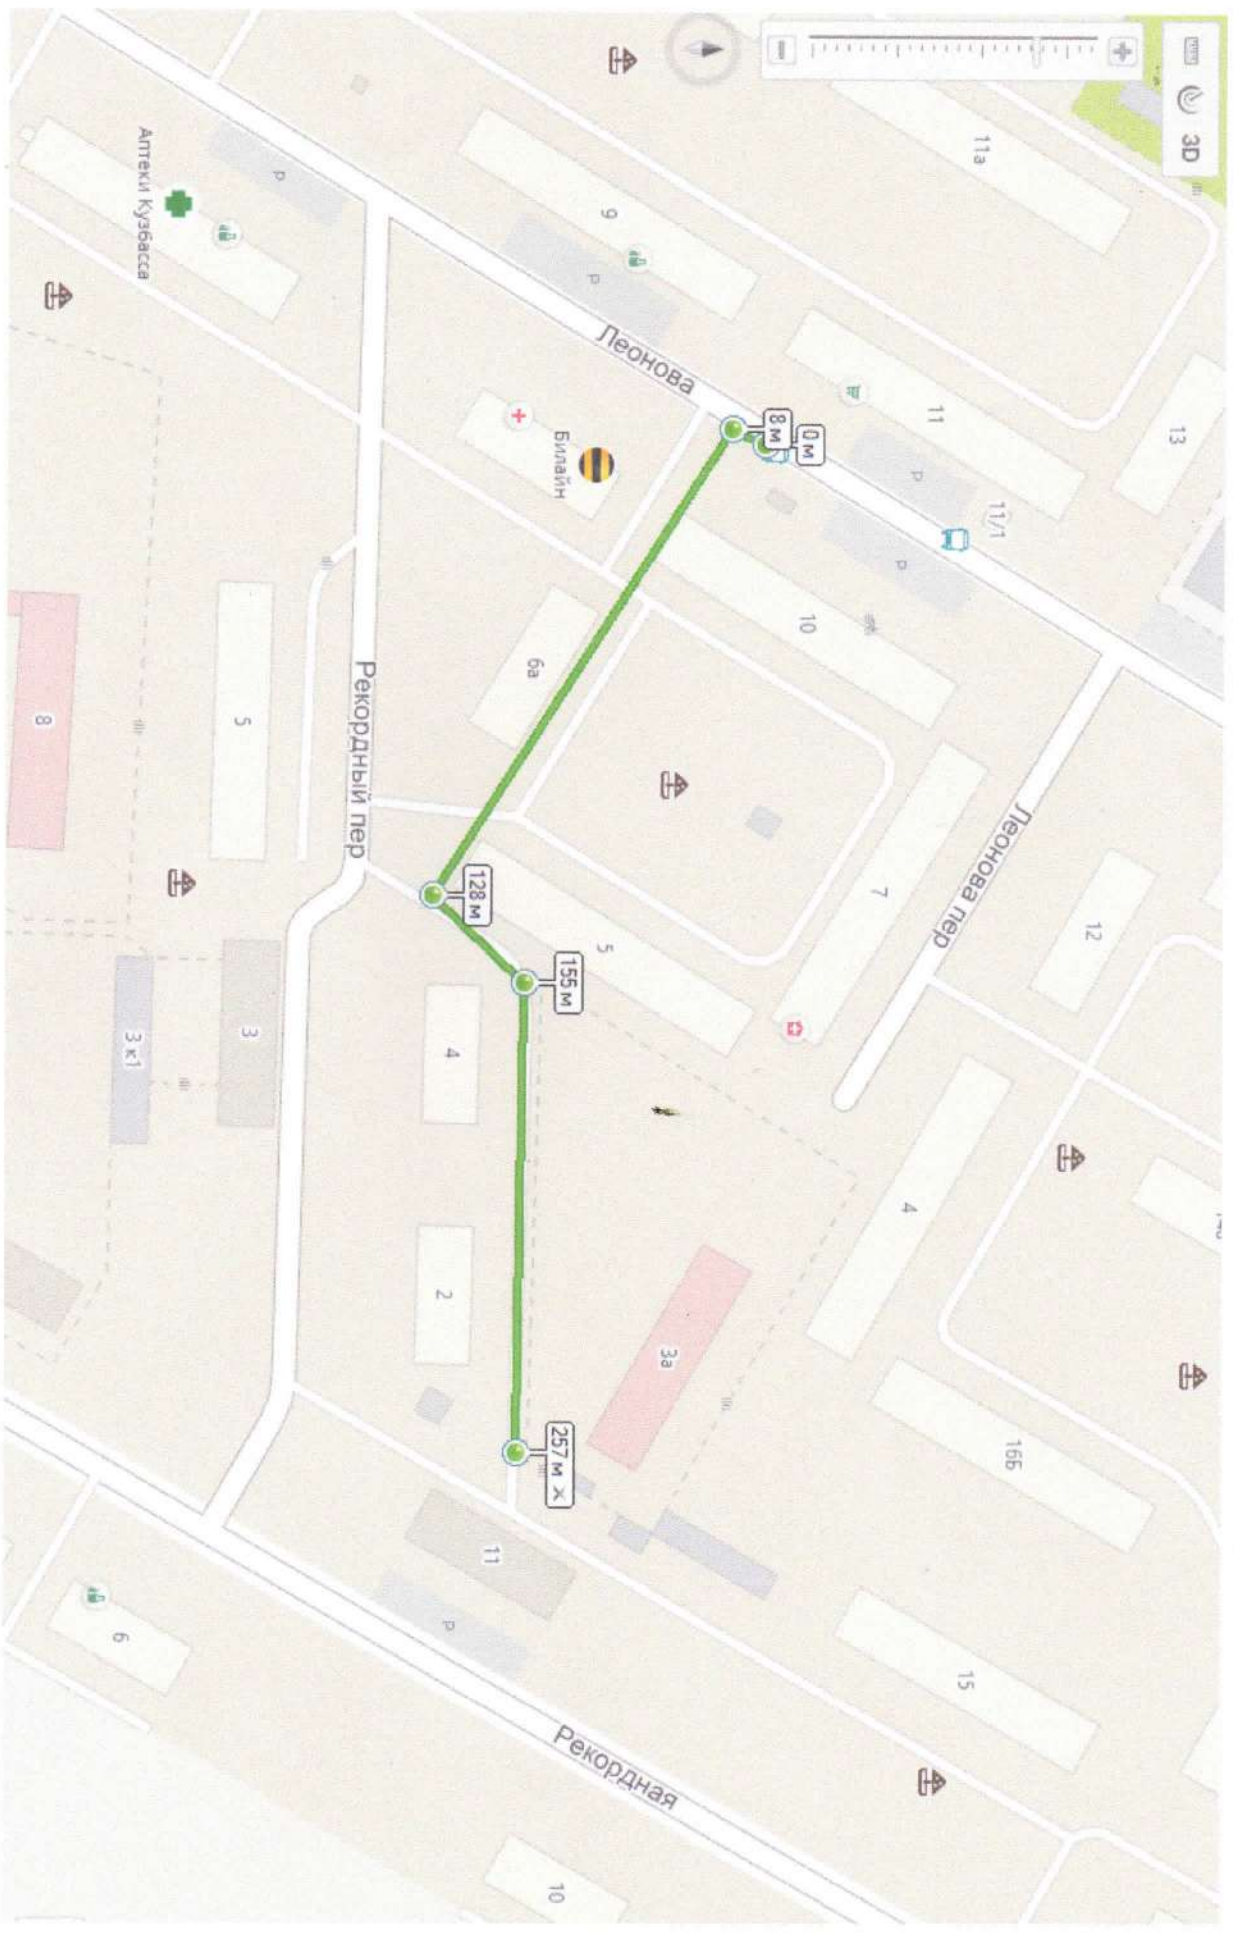 3D
11а
9
P
P
Аптеки Кузбасса
Леонова
11
13
P
11/1
P
8 м
0 м
Билайн
10
6а
Рекордный пер
5
8
7
Леонова пер
12
5
128 м
155 м
4
3
3 к1
4
2
3а
16Б
257 м ×
11
P
6
15
Рекордная
10